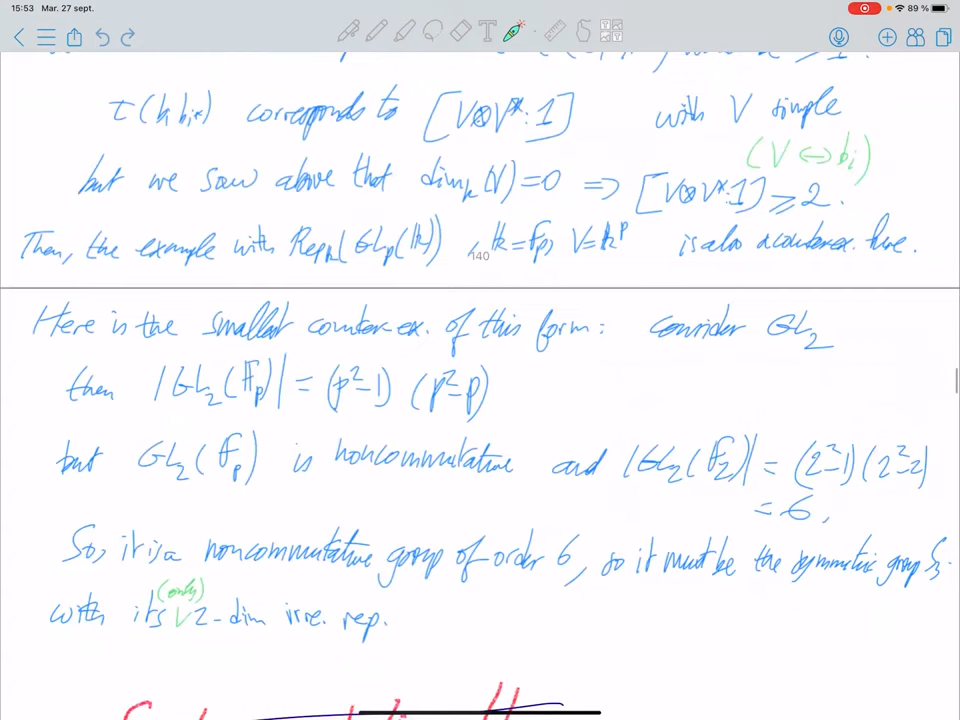 15:53 Mar. 27 sept. 89 %
τ(b_i b_i*) corresponds to [V⊗V*:1] with V simple
(V ↔ b_i)
but we saw above that dim_k(V)=0 => [V⊗V*:1] ≥ 2.
Then, the example with Rep_k(GL_p(k)), k=F_p, V=k^p is also a counterex. here.
140
Here is the smallest counter-ex. of this form: consider GL_2
then |GL_2(F_p)| = (p²-1) (p²-p)
but GL_2(F_p) is noncommutative and |GL_2(F_2)| = (2²-1)(2²-2)
= 6,
So, it is a noncommutative group of order 6, so it must be the symmetric group S_3.
(only)
with its V 2-dim irre. rep.